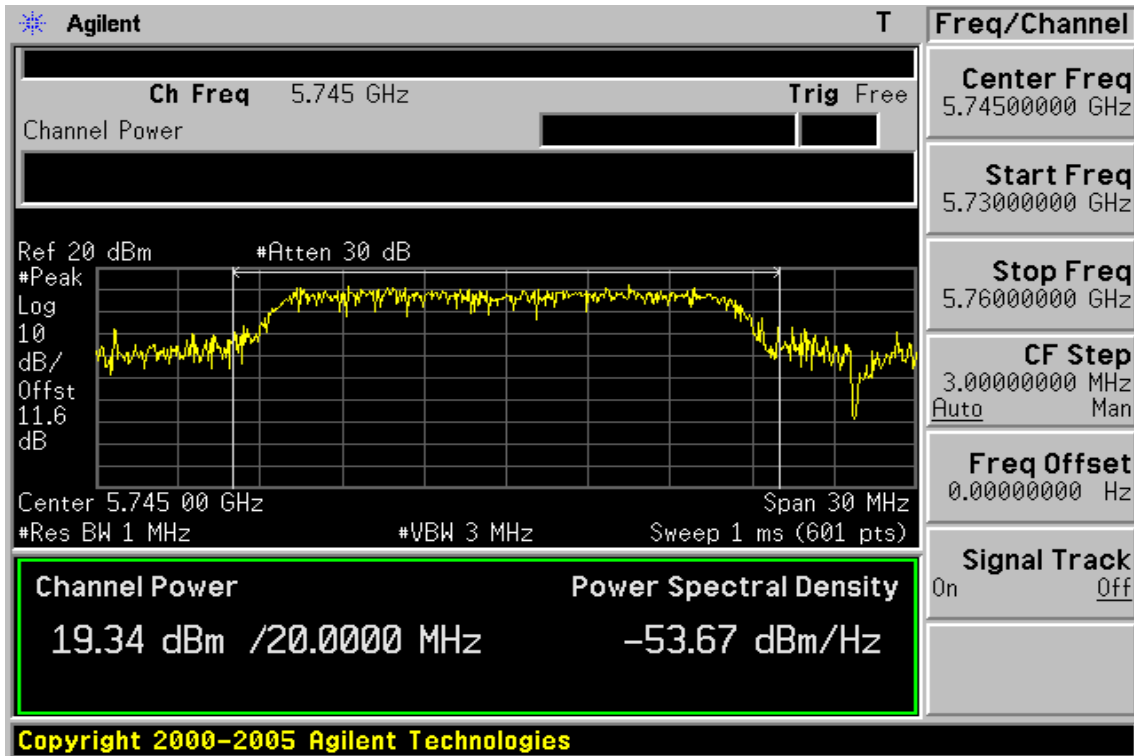 Agilent T
Freq/Channel
Ch Freq 5.745 GHz Trig Free
Channel Power
Center Freq
5.74500000 GHz
Start Freq
5.73000000 GHz
Stop Freq
5.76000000 GHz
CF Step
3.00000000 MHz
Auto Man
Freq Offset
0.00000000 Hz
Signal Track
On Off
Ref 20 dBm #Atten 30 dB
#Peak
Log
10
dB/
Offst
11.6
dB
Center 5.745 00 GHz Span 30 MHz
#Res BW 1 MHz #VBW 3 MHz Sweep 1 ms (601 pts)
Channel Power Power Spectral Density
19.34 dBm /20.0000 MHz -53.67 dBm/Hz
Copyright 2000-2005 Agilent Technologies